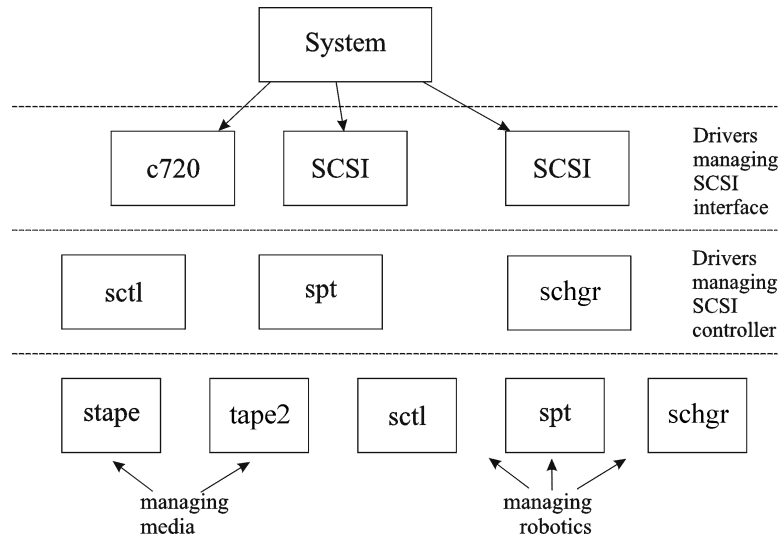 System
c720
SCSI
SCSI
Drivers
managing
SCSI
interface
sctl
spt
schgr
Drivers
managing
SCSI
controller
stape
tape2
sctl
spt
schgr
managing
media
managing
robotics